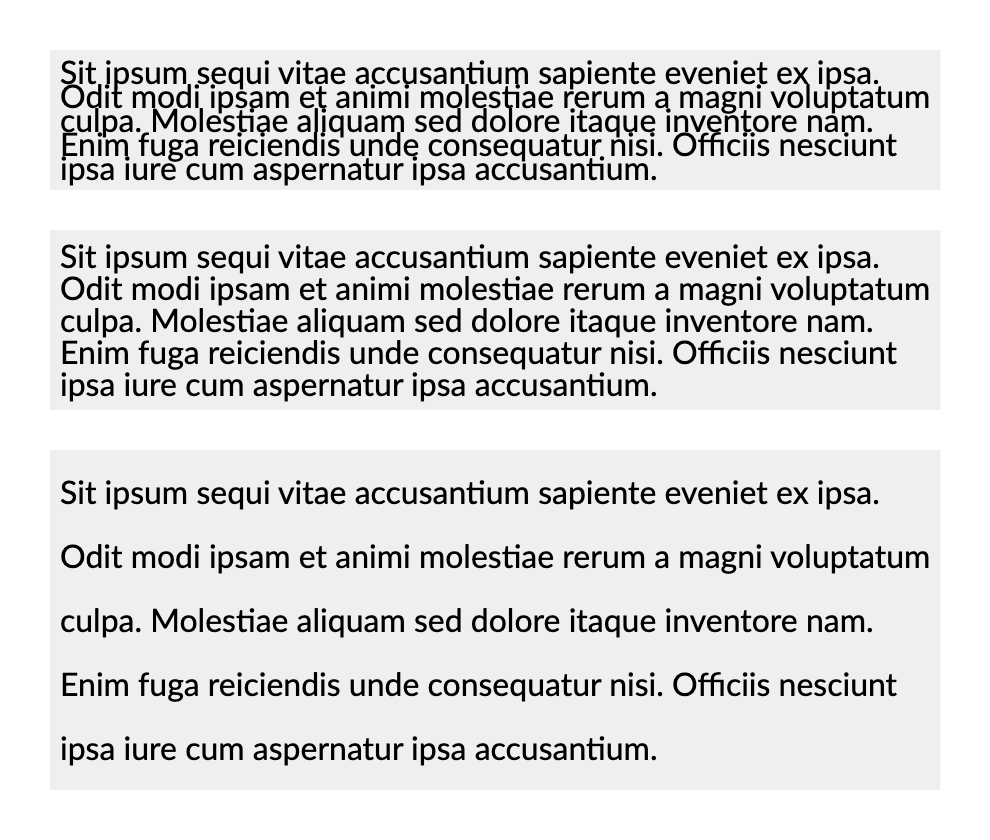 Sit ipsum sequi vitae accusantium sapiente eveniet ex ipsa.
Odit modi ipsam et animi molestiae rerum a magni voluptatum
culpa. Molestiae aliquam sed dolore itaque inventore nam.
Enim fuga reiciendis unde consequatur nisi. Officiis nesciunt
ipsa iure cum aspernatur ipsa accusantium.
Sit ipsum sequi vitae accusantium sapiente eveniet ex ipsa.
Odit modi ipsam et animi molestiae rerum a magni voluptatum
culpa. Molestiae aliquam sed dolore itaque inventore nam.
Enim fuga reiciendis unde consequatur nisi. Officiis nesciunt
ipsa iure cum aspernatur ipsa accusantium.
Sit ipsum sequi vitae accusantium sapiente eveniet ex ipsa.
Odit modi ipsam et animi molestiae rerum a magni voluptatum
culpa. Molestiae aliquam sed dolore itaque inventore nam.
Enim fuga reiciendis unde consequatur nisi. Officiis nesciunt
ipsa iure cum aspernatur ipsa accusantium.